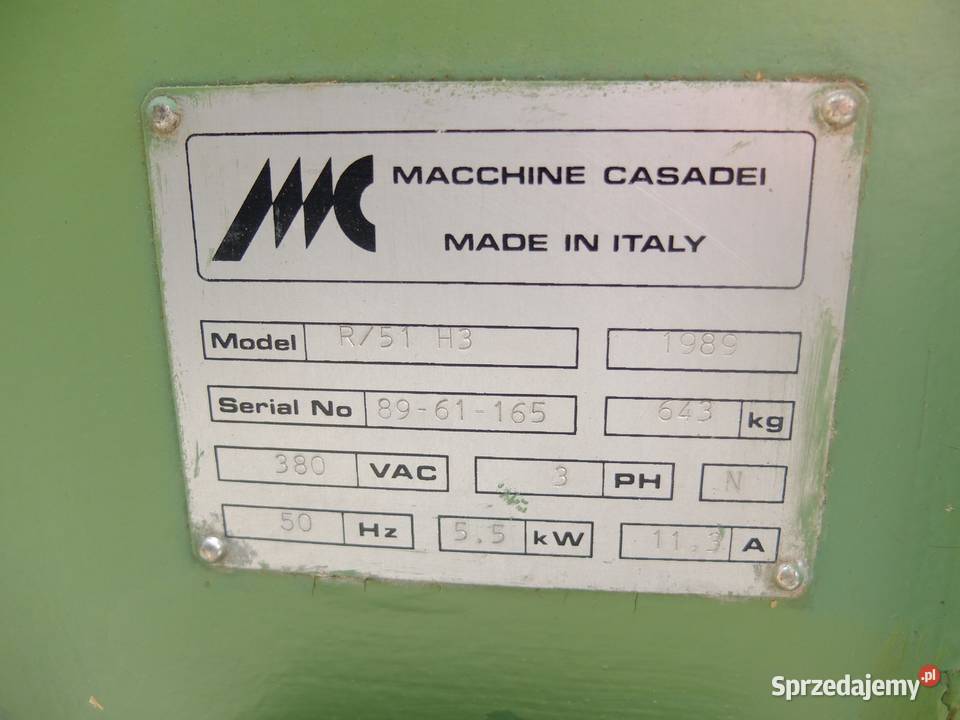 MC MACCHINE CASADEI
MADE IN ITALY
Model R/51 H3 1989
Serial No 89-61-165 643 kg
380 VAC 3 PH N
50 Hz 5.5 kW 11.3 A
Sprzedajemy.pl